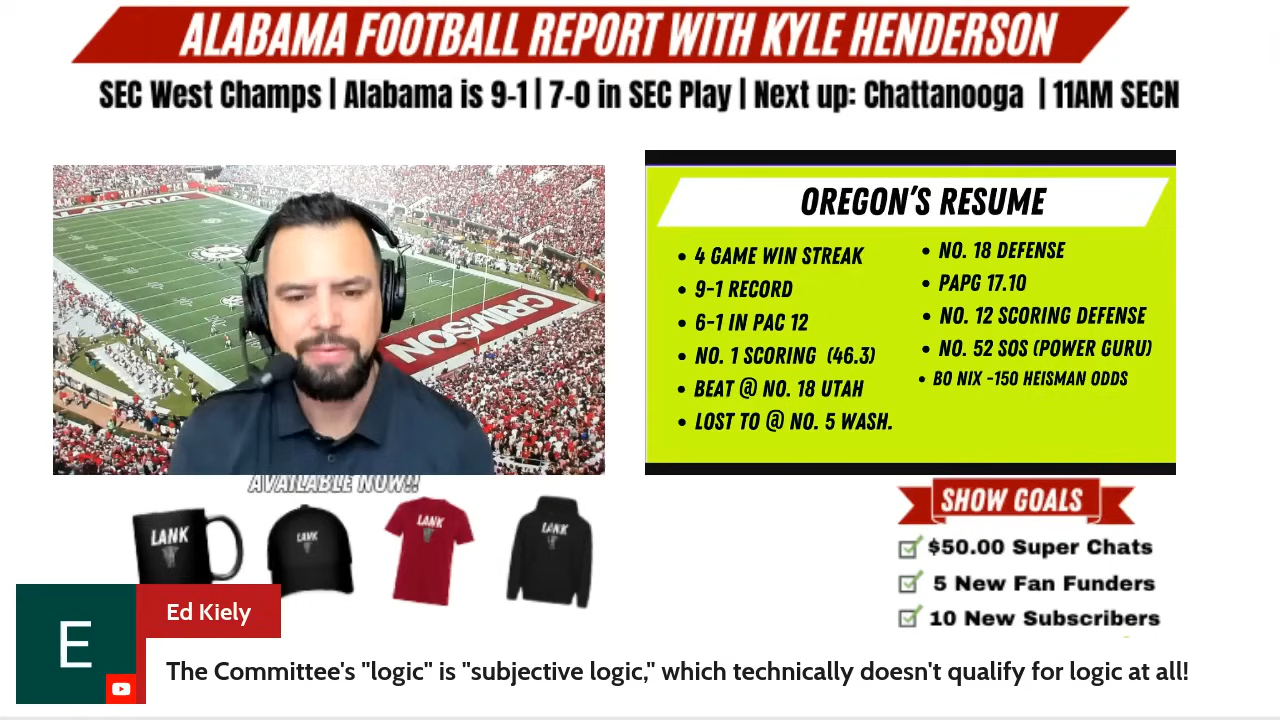 ALABAMA FOOTBALL REPORT WITH KYLE HENDERSON
SEC West Champs | Alabama is 9-1 | 7-0 in SEC Play | Next up: Chattanooga | 11AM SECN
ALABAMA
CRIMSON
OREGON'S RESUME
• 4 GAME WIN STREAK
• 9-1 RECORD
• 6-1 IN PAC 12
• NO. 1 SCORING (46.3)
• BEAT @ NO. 18 UTAH
• LOST TO @ NO. 5 WASH.
• NO. 18 DEFENSE
• PAPG 17.10
• NO. 12 SCORING DEFENSE
• NO. 52 SOS (POWER GURU)
• BO NIX -150 HEISMAN ODDS
AVAILABLE NOW!!
LANK
LANK
LANK
LANK
SHOW GOALS
$50.00 Super Chats
5 New Fan Funders
10 New Subscribers
E
Ed Kiely
The Committee's "logic" is "subjective logic," which technically doesn't qualify for logic at all!